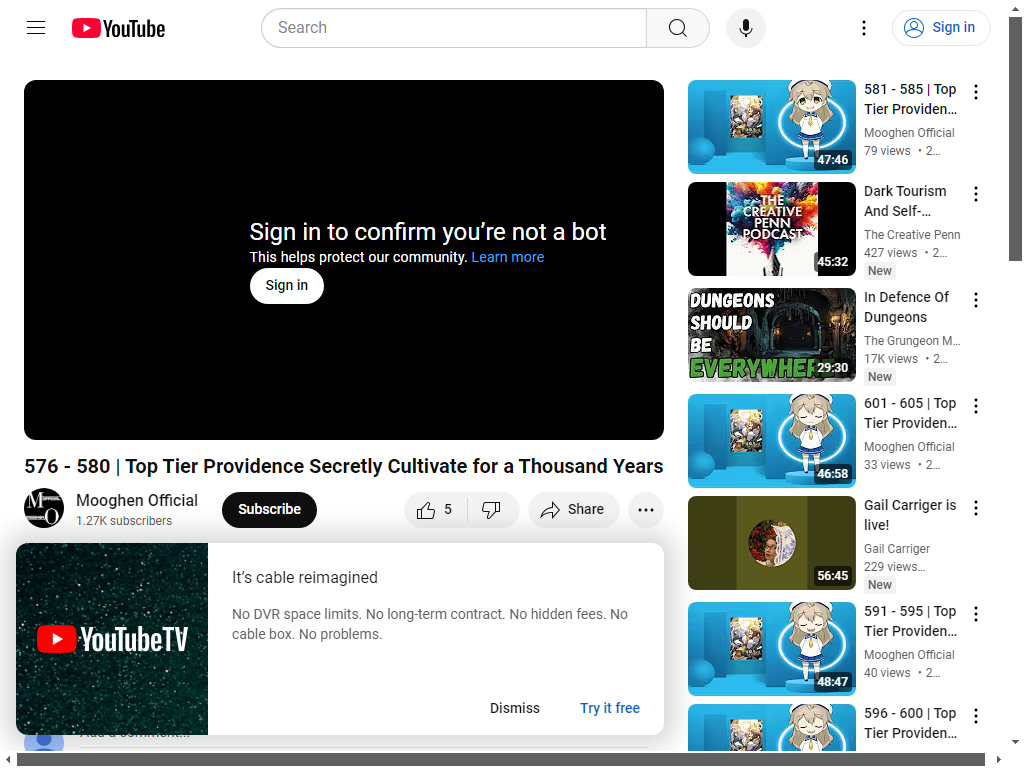 YouTube
Search
Sign in
Sign in to confirm you’re not a bot
This helps protect our community. Learn more
Sign in
576 - 580 | Top Tier Providence Secretly Cultivate for a Thousand Years
Mooghen Official
1.27K subscribers
Subscribe
5
Share
YouTubeTV
It’s cable reimagined
No DVR space limits. No long-term contract. No hidden fees. No
cable box. No problems.
Dismiss
Try it free
Add a comment...
47:46
581 - 585 | Top
Tier Providen...
Mooghen Official
79 views • 2...
THE
CREATIVE
PENN
PODCAST
45:32
Dark Tourism
And Self-...
The Creative Penn
427 views • 2...
New
DUNGEONS
SHOULD
BE
EVERYWHERE
29:30
In Defence Of
Dungeons
The Grungeon M...
17K views • 2...
New
46:58
601 - 605 | Top
Tier Providen...
Mooghen Official
33 views • 2...
56:45
Gail Carriger is
live!
Gail Carriger
229 views...
New
48:47
591 - 595 | Top
Tier Providen...
Mooghen Official
40 views • 2...
596 - 600 | Top
Tier Providen...